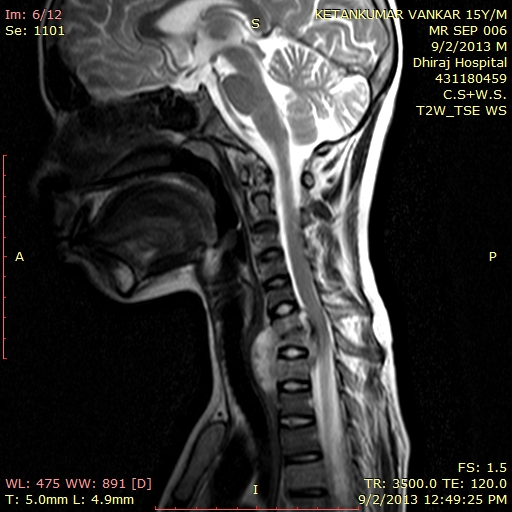 Im: 6/12
Se: 1101
S
KETANKUMAR VANKAR 15Y/M
MR SEP 006
9/2/2013 M
Dhiraj Hospital
431180459
C.S+W.S.
T2W_TSE WS
A
P
WL: 475 WW: 891 [D]
T: 5.0mm L: 4.9mm
I
FS: 1.5
TR: 3500.0 TE: 120.0
9/2/2013 12:49:25 PM